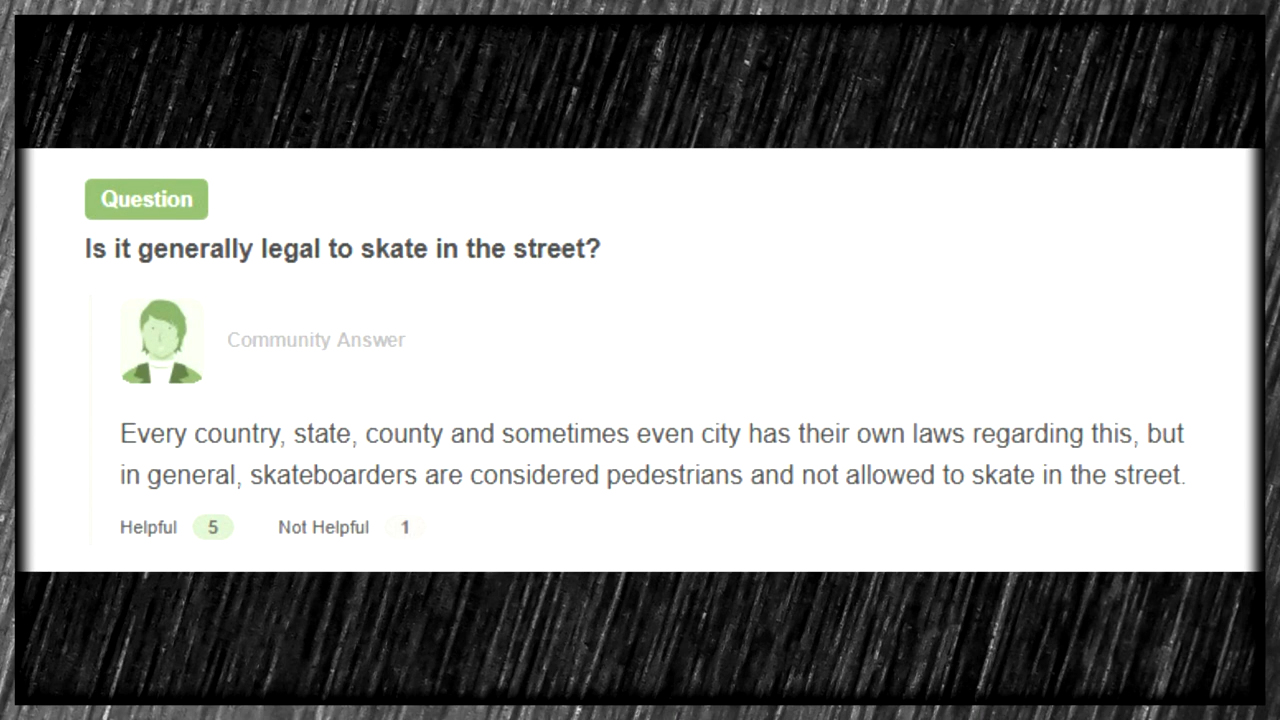 Question
Is it generally legal to skate in the street?
Community Answer
Every country, state, county and sometimes even city has their own laws regarding this, but
in general, skateboarders are considered pedestrians and not allowed to skate in the street.
Helpful 5 Not Helpful 1